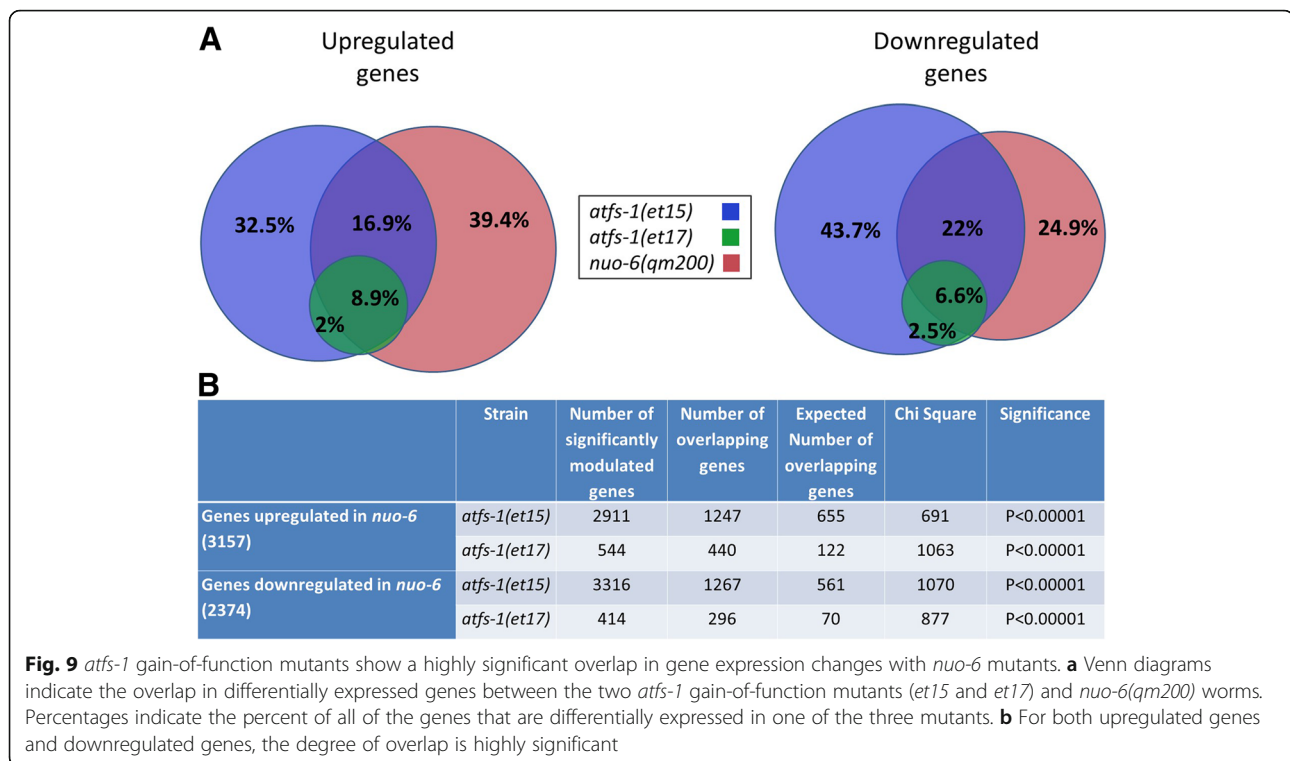 A
Upregulated
genes
Downregulated
genes
32.5%
16.9%
39.4%
8.9%
2%
atfs-1(et15)
atfs-1(et17)
nuo-6(qm200)
43.7%
22%
24.9%
6.6%
2.5%
B
Strain
Number of significantly modulated genes
Number of overlapping genes
Expected Number of overlapping genes
Chi Square
Significance
Genes upregulated in nuo-6 (3157)
atfs-1(et15) 2911 1247 655 691 P<0.00001
atfs-1(et17) 544 440 122 1063 P<0.00001
Genes downregulated in nuo-6 (2374)
atfs-1(et15) 3316 1267 561 1070 P<0.00001
atfs-1(et17) 414 296 70 877 P<0.00001
Fig. 9 atfs-1 gain-of-function mutants show a highly significant overlap in gene expression changes with nuo-6 mutants. a Venn diagrams
indicate the overlap in differentially expressed genes between the two atfs-1 gain-of-function mutants (et15 and et17) and nuo-6(qm200) worms.
Percentages indicate the percent of all of the genes that are differentially expressed in one of the three mutants. b For both upregulated genes
and downregulated genes, the degree of overlap is highly significant